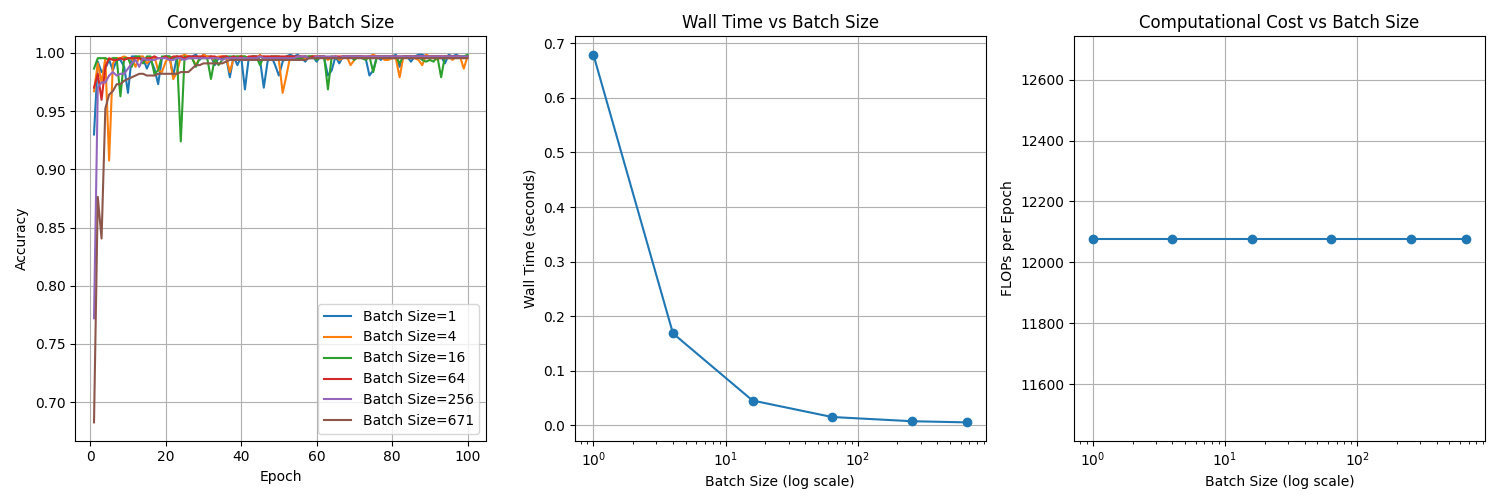 Convergence by Batch Size
1.00
0.95
0.90
0.85
0.80
0.75
0.70
Accuracy
0
20
40
60
80
100
Epoch
Batch Size=1
Batch Size=4
Batch Size=16
Batch Size=64
Batch Size=256
Batch Size=671
Wall Time vs Batch Size
0.7
0.6
0.5
0.4
0.3
0.2
0.1
0.0
Wall Time (seconds)
10⁰
10¹
10²
Batch Size (log scale)
Computational Cost vs Batch Size
12600
12400
12200
12000
11800
11600
FLOPs per Epoch
10⁰
10¹
10²
Batch Size (log scale)